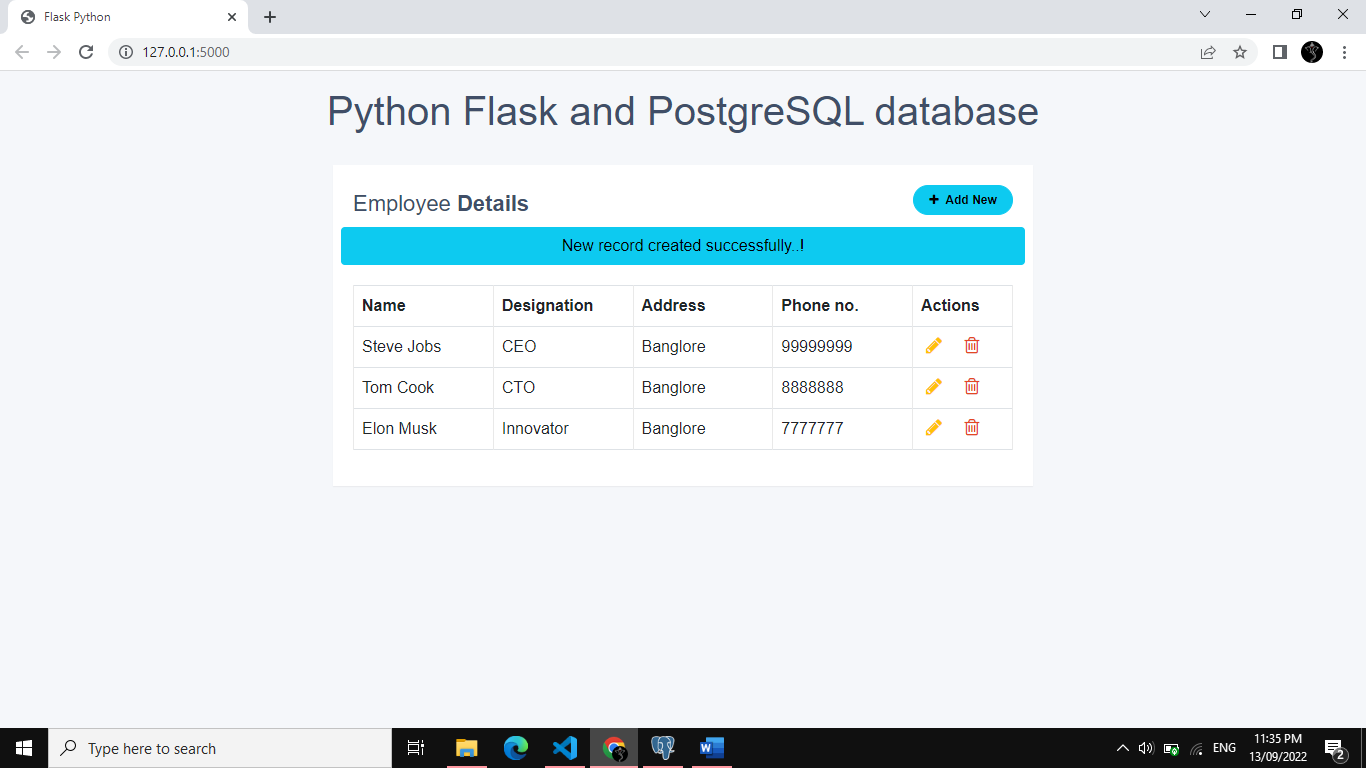 Flask Python
127.0.0.1:5000
Python Flask and PostgreSQL database
Employee Details
Add New
New record created successfully..!
Name Designation Address Phone no. Actions
Steve Jobs CEO Banglore 99999999
Tom Cook CTO Banglore 8888888
Elon Musk Innovator Banglore 7777777
Type here to search
ENG
11:35 PM
13/09/2022
2